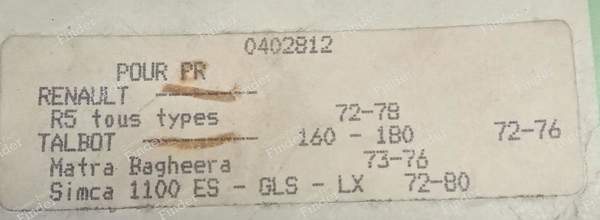 0402812
POUR PR
RENAULT --------
R5 tous types 72-78
TALBOT -------- 160 - 180 72-76
Matra Bagheera 73-76
Simca 1100 ES - GLS - LX 72-80